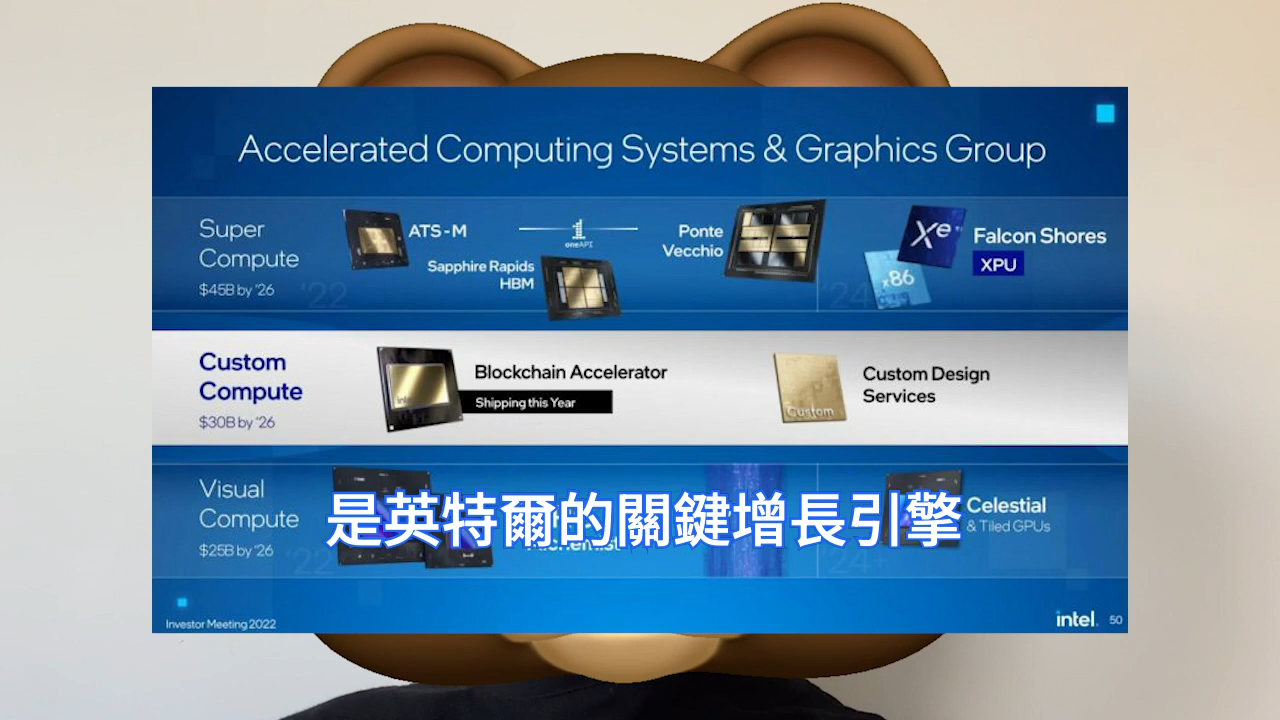 Accelerated Computing Systems & Graphics Group
Super
Compute
$45B by '26
'22
ATS-M
oneAPI
Sapphire Rapids
HBM
Ponte
Vecchio
'24
Xe
x86
Falcon Shores
XPU
Custom
Compute
$30B by '26
intel
Blockchain Accelerator
Shipping this Year
Custom
Custom Design
Services
Visual
Compute
$25B by '26
'22
Alchemist
是英特爾的關鍵增長引擎
24+
Celestial
& Tiled GPUs
Investor Meeting 2022
intel.
50